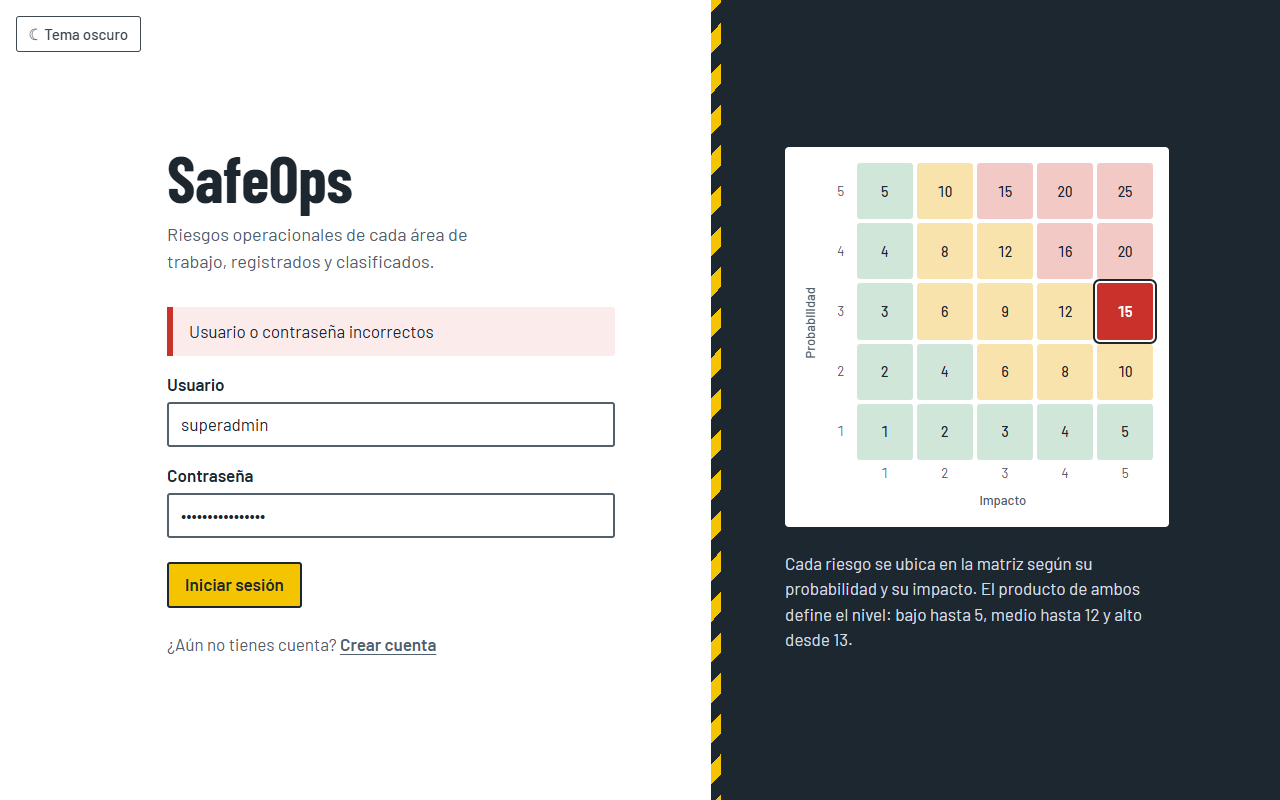 ☾ Tema oscuro
SafeOps
Riesgos operacionales de cada área de
trabajo, registrados y clasificados.
Usuario o contraseña incorrectos
Usuario
superadmin
Contraseña
••••••••••••••••
Iniciar sesión
¿Aún no tienes cuenta? Crear cuenta
Probabilidad
5 5 10 15 20 25
4 4 8 12 16 20
3 3 6 9 12 15
2 2 4 6 8 10
1 1 2 3 4 5
1 2 3 4 5
Impacto
Cada riesgo se ubica en la matriz según su
probabilidad y su impacto. El producto de ambos
define el nivel: bajo hasta 5, medio hasta 12 y alto
desde 13.